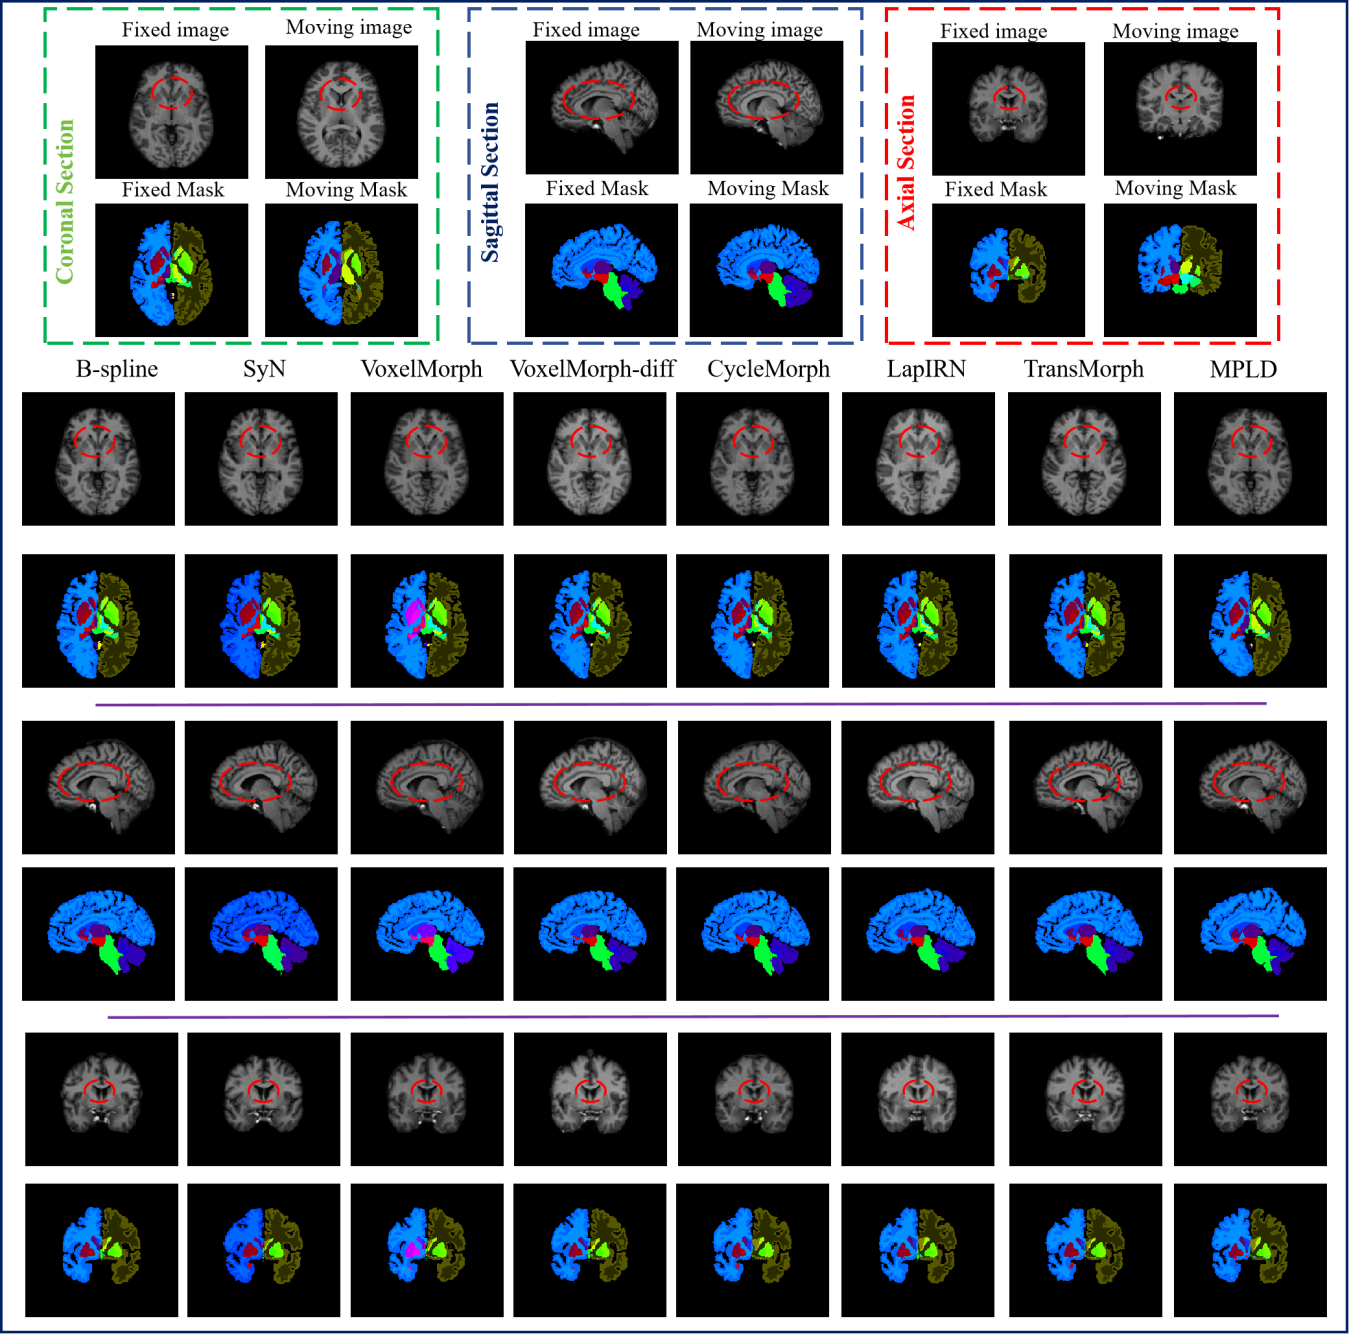 Coronal Section
Fixed image
Moving image
Fixed Mask
Moving Mask
Sagittal Section
Fixed image
Moving image
Fixed Mask
Moving Mask
Axial Section
Fixed image
Moving image
Fixed Mask
Moving Mask
B-spline
SyN
VoxelMorph
VoxelMorph-diff
CycleMorph
LapIRN
TransMorph
MPLD